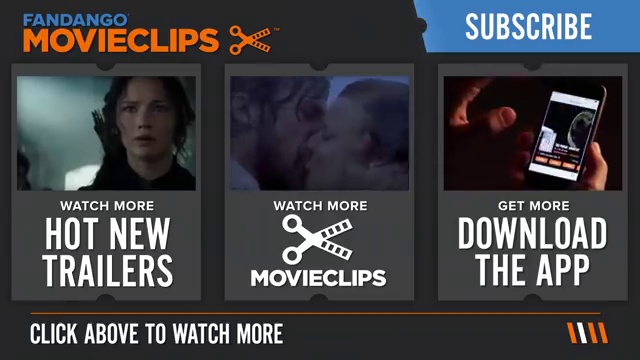 FANDANGO
MOVIECLIPS ™
SUBSCRIBE
WATCH MORE
HOT NEW
TRAILERS
WATCH MORE
MOVIECLIPS
GET MORE
DOWNLOAD
THE APP
CLICK ABOVE TO WATCH MORE